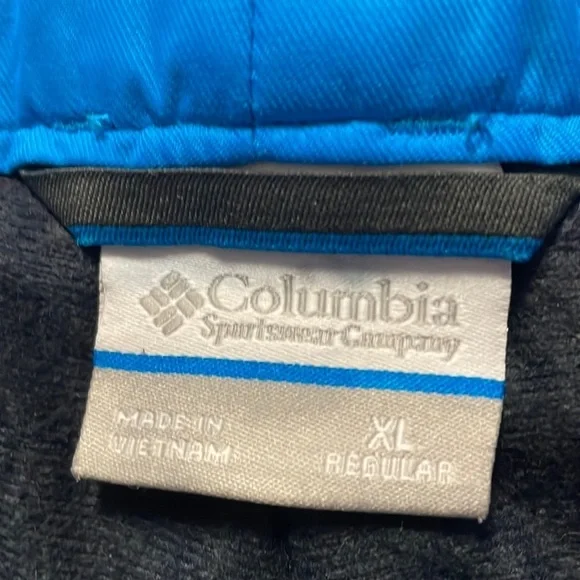 Columbia
Sportswear Company
MADE IN
VIETNAM
XL
REGULAR